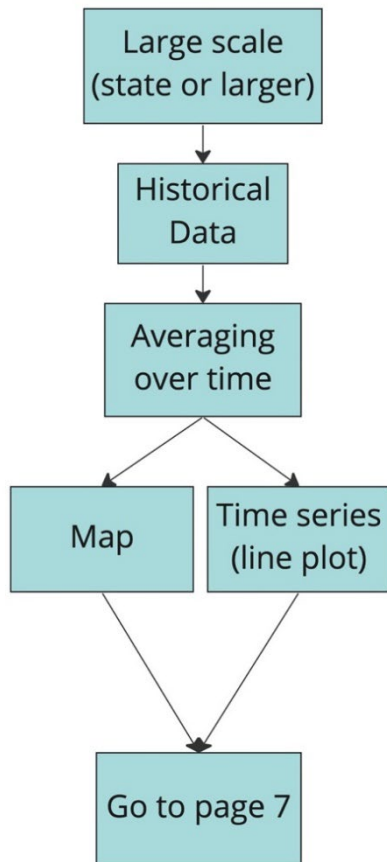 Large scale
(state or larger)
Historical
Data
Averaging
over time
Map
Time series
(line plot)
Go to page 7